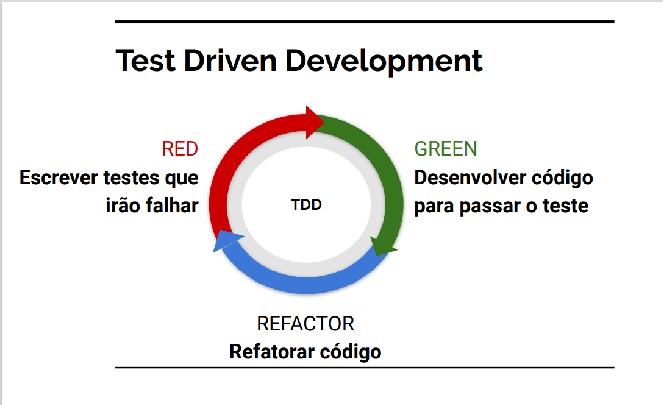 Test Driven Development
RED
Escrever testes que
irão falhar
TDD
GREEN
Desenvolver código
para passar o teste
REFACTOR
Refatorar código